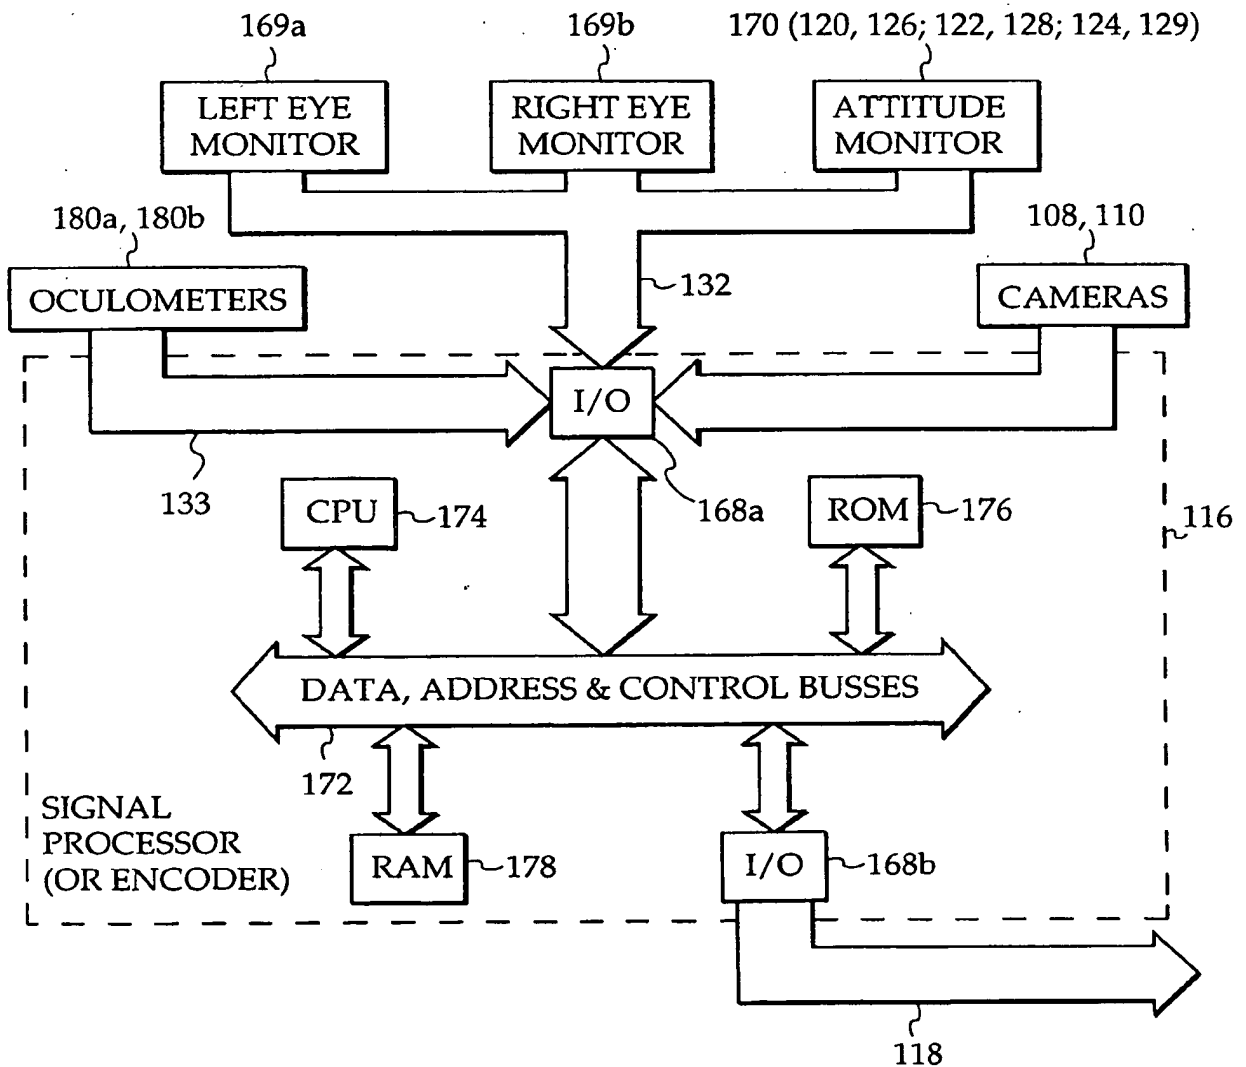 169a
169b
170 (120, 126; 122, 128; 124, 129)
LEFT EYE
MONITOR
RIGHT EYE
MONITOR
ATTITUDE
MONITOR
180a, 180b
108, 110
OCULOMETERS
132
CAMERAS
I/O
133
CPU
174
168a
ROM
176
116
DATA, ADDRESS & CONTROL BUSSES
172
SIGNAL
PROCESSOR
(OR ENCODER)
RAM
178
I/O
168b
118